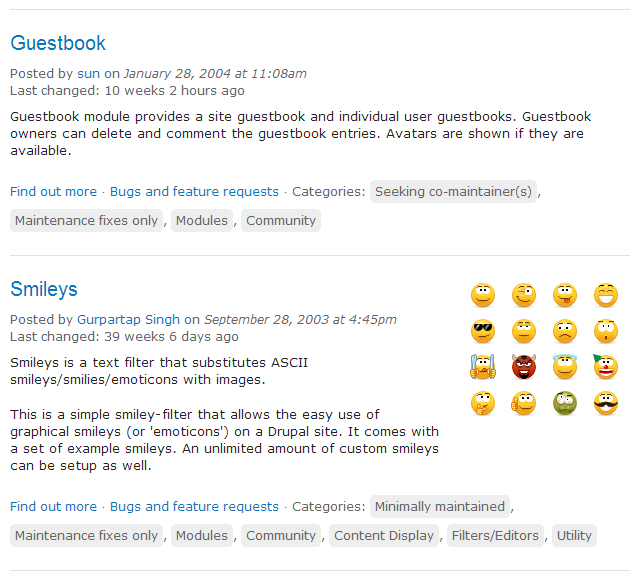 Guestbook
Posted by sun on January 28, 2004 at 11:08am
Last changed: 10 weeks 2 hours ago
Guestbook module provides a site guestbook and individual user guestbooks. Guestbook
owners can delete and comment the guestbook entries. Avatars are shown if they are
available.
Find out more · Bugs and feature requests · Categories: Seeking co-maintainer(s) ,
Maintenance fixes only , Modules , Community
Smileys
Posted by Gurpartap Singh on September 28, 2003 at 4:45pm
Last changed: 39 weeks 6 days ago
Smileys is a text filter that substitutes ASCII
smileys/smilies/emoticons with images.
This is a simple smiley-filter that allows the easy use of
graphical smileys (or 'emoticons') on a Drupal site. It comes with
a set of example smileys. An unlimited amount of custom smileys
can be setup as well.
Find out more · Bugs and feature requests · Categories: Minimally maintained ,
Maintenance fixes only , Modules , Community , Content Display , Filters/Editors , Utility